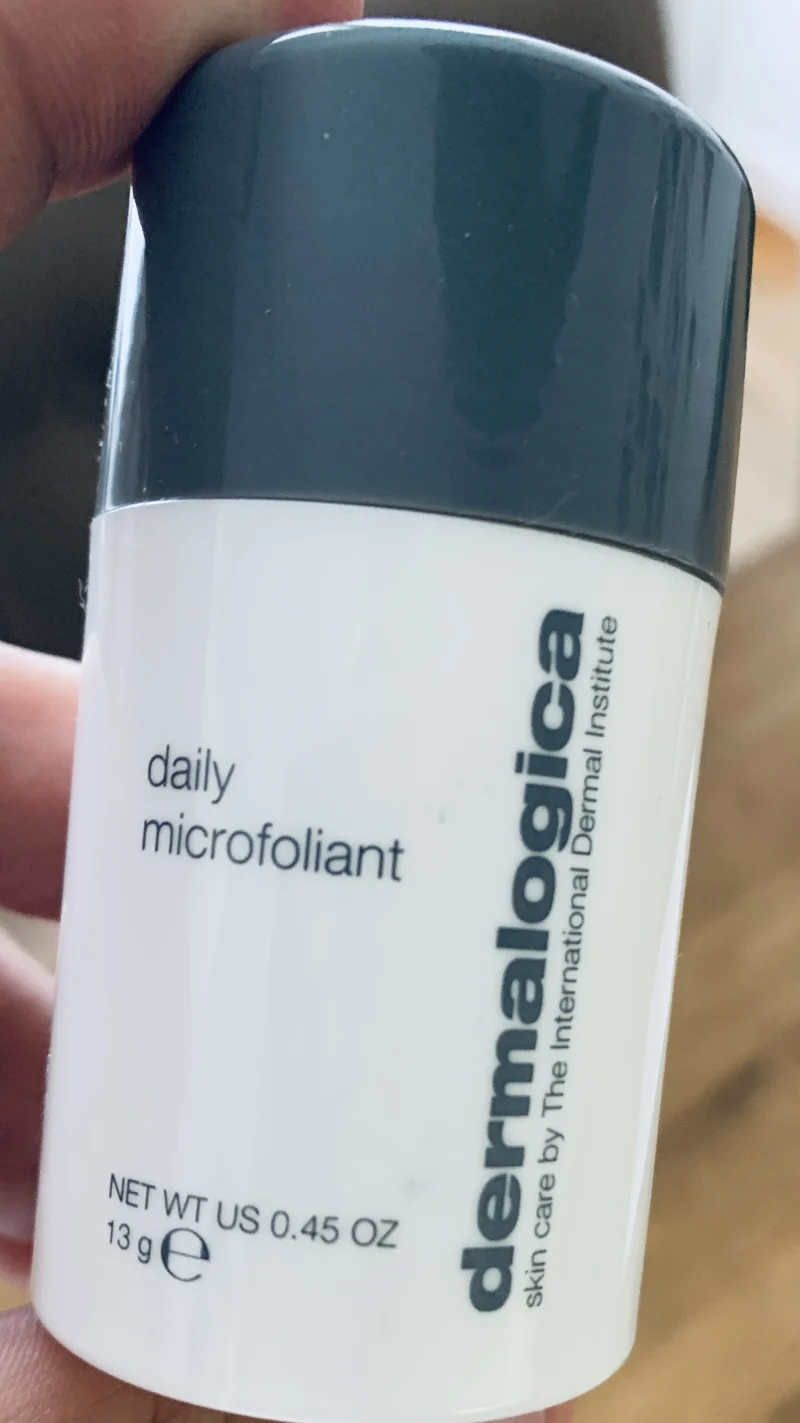 daily
microfoliant
NET WT US 0.45 OZ
13 g ℮
dermalogica
skin care by The International Dermal Institute